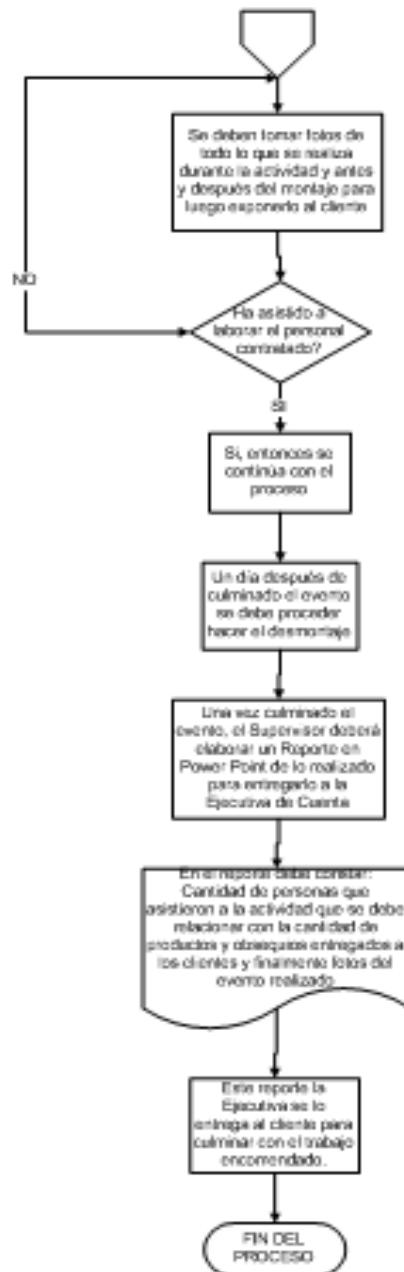 Se deben tomar fotos de
todo lo que se realiza
durante la actividad y antes
y después del montaje para
luego exponerlo al cliente
NO
Ha asistido a
laborar el personal
contratado?
SI
Si, entonces se
continúa con el
proceso
Un día después de
culminado el evento
se debe proceder
hacer el desmontaje
Una vez culminado el
evento, el Supervisor deberá
elaborar un Reporte en
Power Point de lo realizado
para entregarlo a la
Ejecutiva de Cuenta
En el reporte debe constar:
Cantidad de personas que
asistieron a la actividad que se debe
relacionar con la cantidad de
productos y obsequios entregados a
los clientes y finalmente fotos del
evento realizado
Este reporte la
Ejecutiva se lo
entrega al cliente para
culminar con el trabajo
encomendado.
FIN DEL
PROCESO